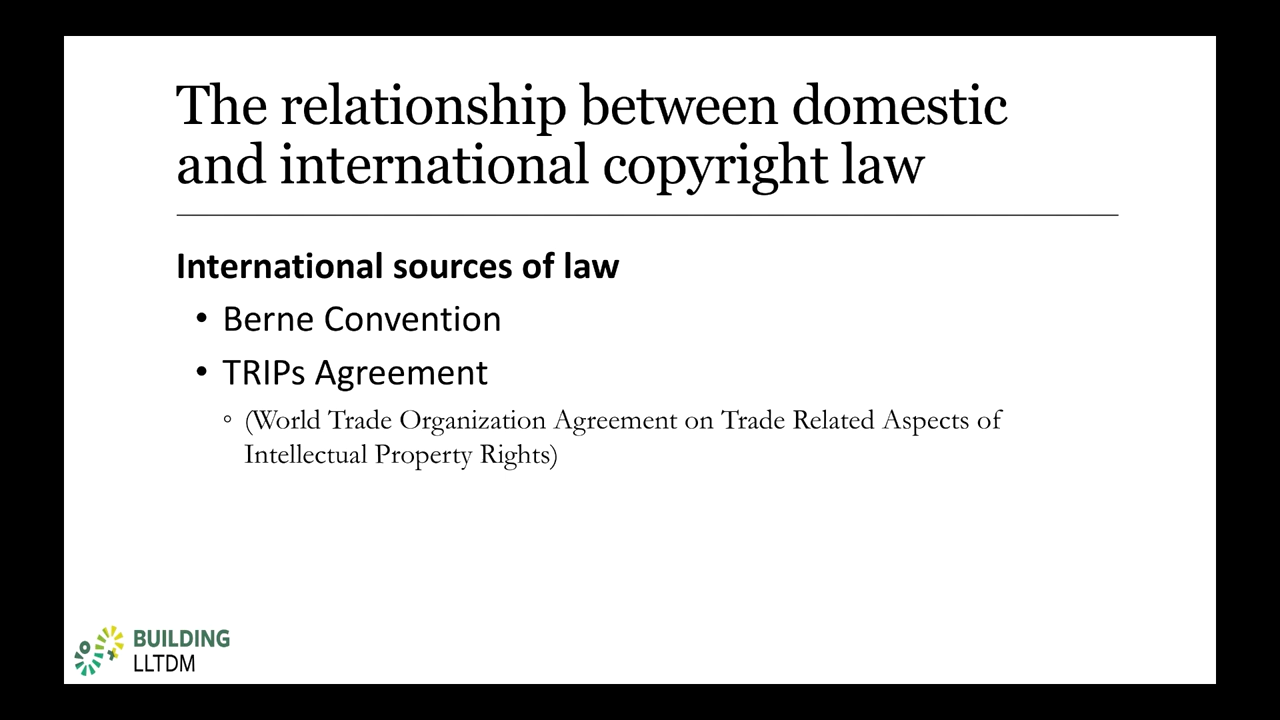 The relationship between domestic
and international copyright law
International sources of law
• Berne Convention
• TRIPs Agreement
◦ (World Trade Organization Agreement on Trade Related Aspects of
Intellectual Property Rights)
BUILDING
LLTDM